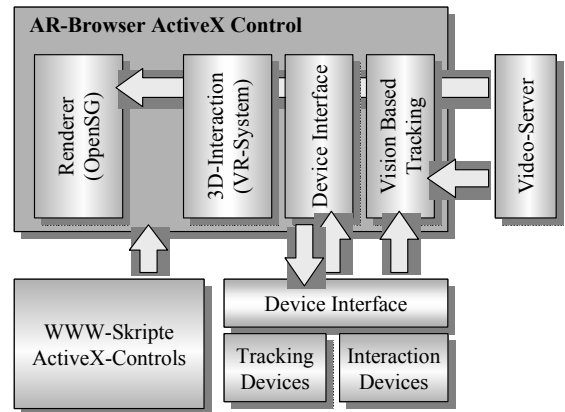 AR-Browser ActiveX Control
Renderer
(OpenSG)
3D-Interaction
(VR-System)
Device Interface
Vision Based
Tracking
Video-Server
WWW-Skripte
ActiveX-Controls
Device Interface
Tracking
Devices
Interaction
Devices